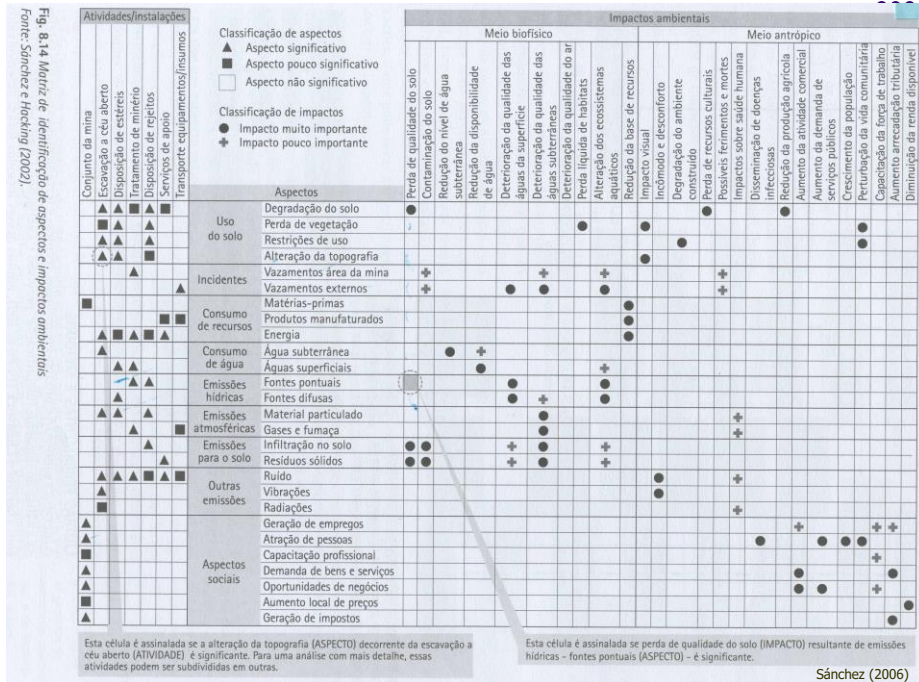 Fig. 8.14 Matriz de identificação de aspectos e impactos ambientais
Fonte: Sánchez e Hacking (2002).
Atividades/instalações
Conjunto da mina
Escavação a céu aberto
Disposição de estéreis
Tratamento de minério
Disposição de rejeitos
Serviços de apoio
Transporte equipamentos/insumos
Classificação de aspectos
Aspecto significativo
Aspecto pouco significativo
Aspecto não significativo
Classificação de impactos
Impacto muito importante
Impacto pouco importante
Impactos ambientais
Meio biofísico
Meio antrópico
Perda de qualidade do solo
Contaminação do solo
Redução do nível de água
subterrânea
Redução da disponibilidade
de água
Deterioração da qualidade das
águas da superfície
Deterioração da qualidade das
águas subterrâneas
Deterioração da qualidade do ar
Perda líquida de habitats
Alteração dos ecossistemas
aquáticos
Redução da base de recursos
Impacto visual
Incômodo e desconforto
Degradação do ambiente
construído
Perda de recursos culturais
Possíveis ferimentos e mortes
Impactos sobre saúde humana
Disseminação de doenças
infecciosas
Redução da produção agrícola
Aumento da atividade comercial
Aumento da demanda de
serviços públicos
Crescimento da população
Perturbação da vida comunitária
Capacitação da força de trabalho
Aumento arrecadação tributária
Diminuição renda disponível
Aspectos
Uso
do solo
Degradação do solo
Perda de vegetação
Restrições de uso
Alteração da topografia
Incidentes
Vazamentos área da mina
Vazamentos externos
Consumo
de recursos
Matérias-primas
Produtos manufaturados
Energia
Consumo
de água
Água subterrânea
Águas superficiais
Emissões
hídricas
Fontes pontuais
Fontes difusas
Emissões
atmosféricas
Material particulado
Gases e fumaça
Emissões
para o solo
Infiltração no solo
Resíduos sólidos
Outras
emissões
Ruído
Vibrações
Radiações
Aspectos
sociais
Geração de empregos
Atração de pessoas
Capacitação profissional
Demanda de bens e serviços
Oportunidades de negócios
Aumento local de preços
Geração de impostos
Esta célula é assinalada se a alteração da topografia (ASPECTO) decorrente da escavação a
céu aberto (ATIVIDADE) é significante. Para uma análise com mais detalhe, essas
atividades podem ser subdivididas em outras.
Esta célula é assinalada se perda de qualidade do solo (IMPACTO) resultante de emissões
hídricas – fontes pontuais (ASPECTO) – é significante.
Sánchez (2006)